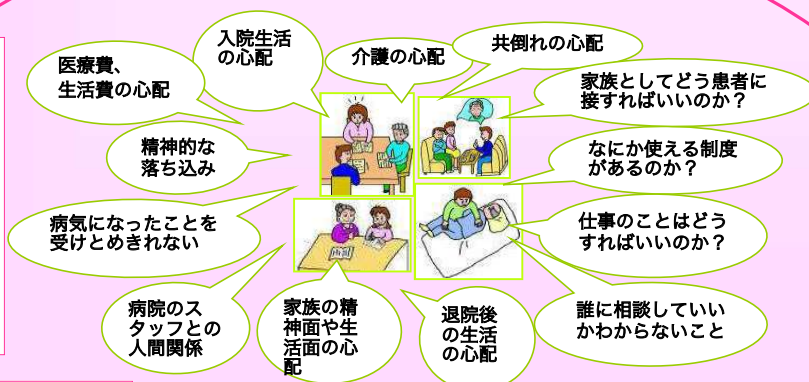 入院生活
の心配
介護の心配
共倒れの心配
医療費、
生活費の心配
家族としてどう患者に
接すればいいのか？
精神的な
落ち込み
なにか使える制度
があるのか？
病気になったことを
受けとめきれない
仕事のことはどう
すればいいのか？
病院のス
タッフとの
人間関係
家族の精
神面や生
活面の心
配
退院後
の生活
の心配
誰に相談していい
かわからないこと